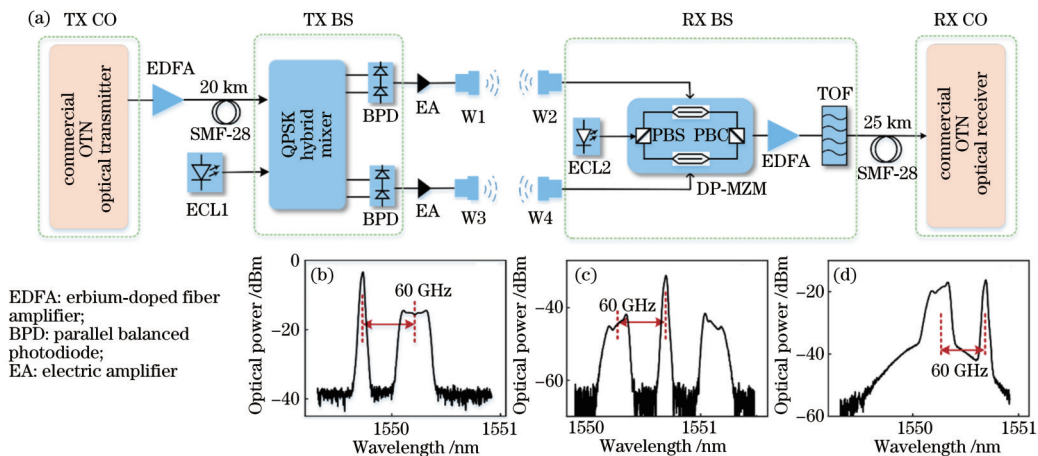 (a)
TX CO
TX BS
RX BS
RX CO
commercial
OTN
optical transmitter
EDFA
20 km
SMF-28
ECL1
QPSK
hybrid
mixer
BPD
EA
W1
W2
BPD
EA
W3
W4
ECL2
PBS
PBC
DP-MZM
EDFA
TOF
25 km
SMF-28
commercial
OTN
optical receiver
EDFA: erbium-doped fiber
amplifier;
BPD: parallel balanced
photodiode;
EA: electric amplifier
(b)
60 GHz
Optical power /dBm
0
−20
−40
1550
1551
Wavelength /nm
(c)
60 GHz
Optical power /dBm
−40
−60
1550
1551
Wavelength /nm
(d)
60 GHz
Optical power /dBm
0
−20
−40
−60
1550
1551
Wavelength /nm